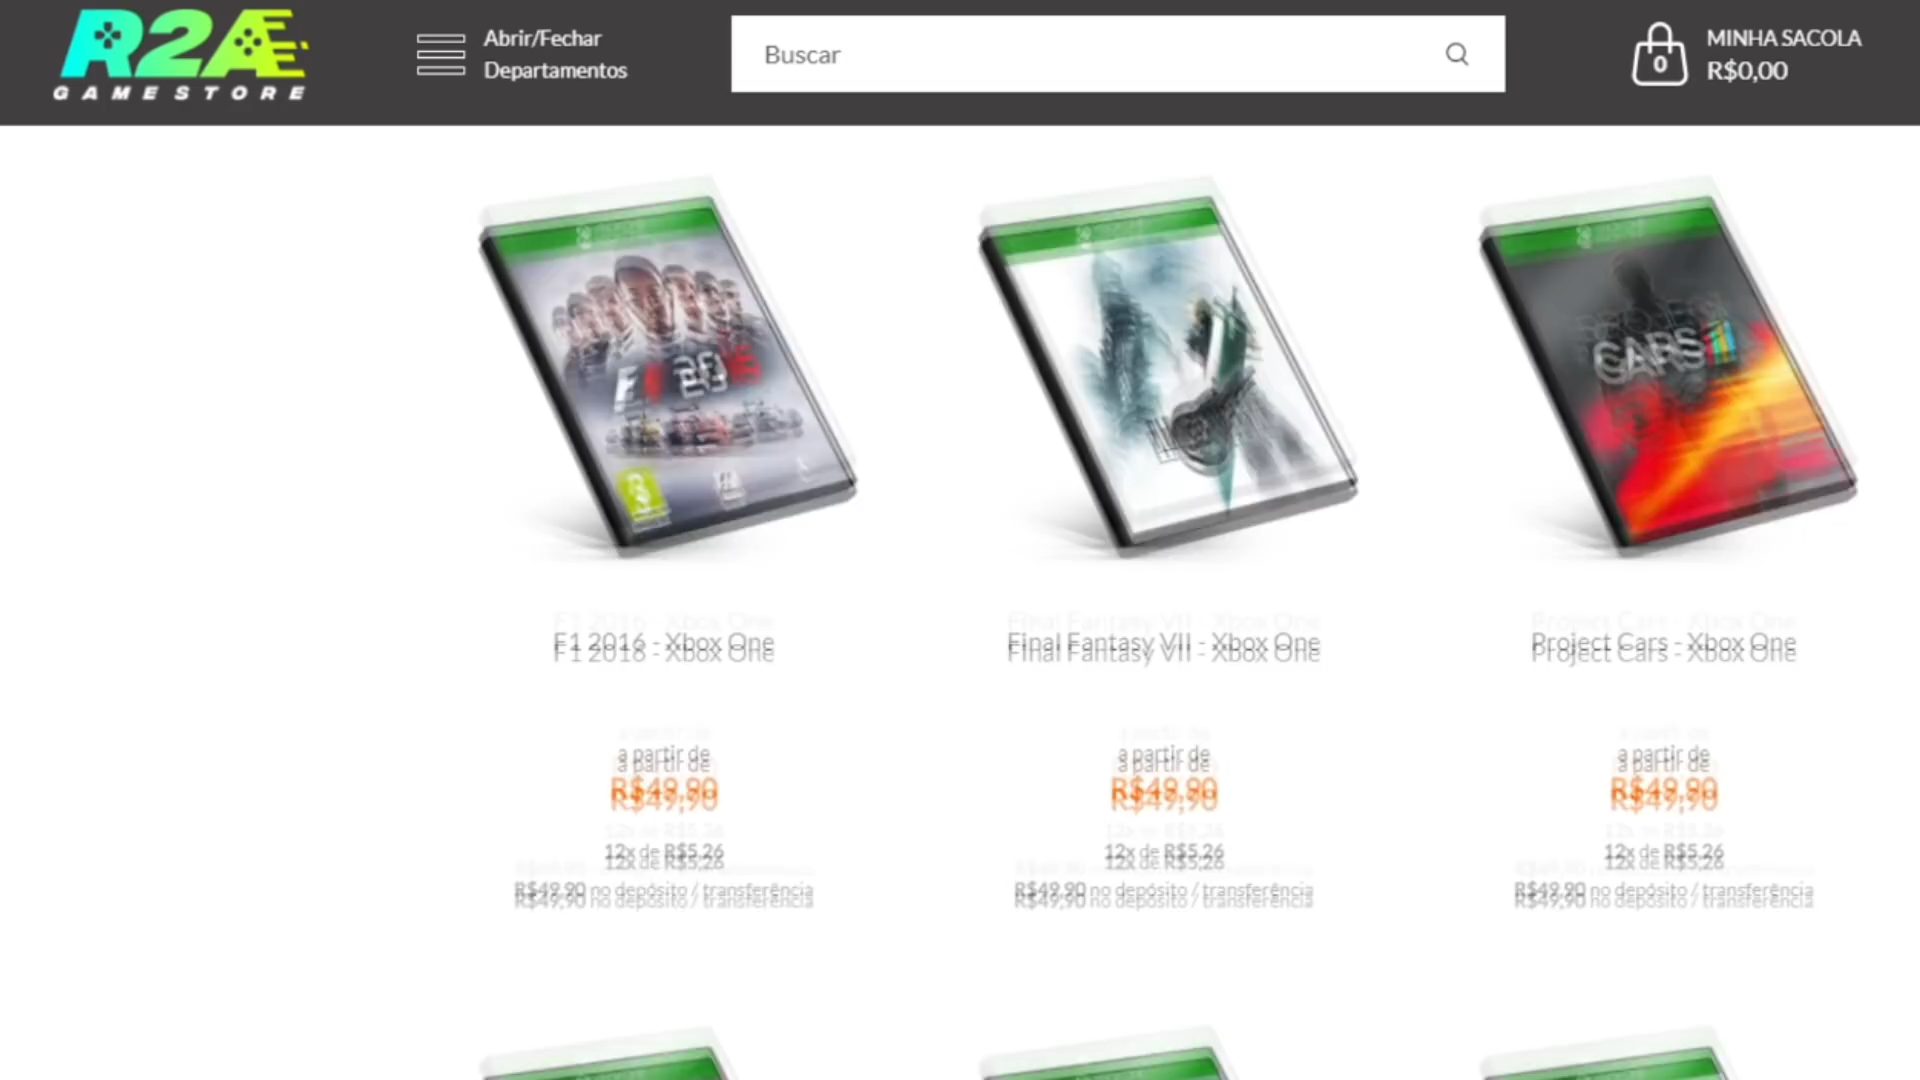 R2Æ
GAMESTORE
Abrir/Fechar
Departamentos
Buscar
0
MINHA SACOLA
R$0,00
CARS
F1 2016 - Xbox One
Final Fantasy VII - Xbox One
Project Cars - Xbox One
a partir de
R$49,90
12x de R$5,26
R$49,90 no depósito / transferência
a partir de
R$49,90
12x de R$5,26
R$49,90 no depósito / transferência
a partir de
R$49,90
12x de R$5,26
R$49,90 no depósito / transferência